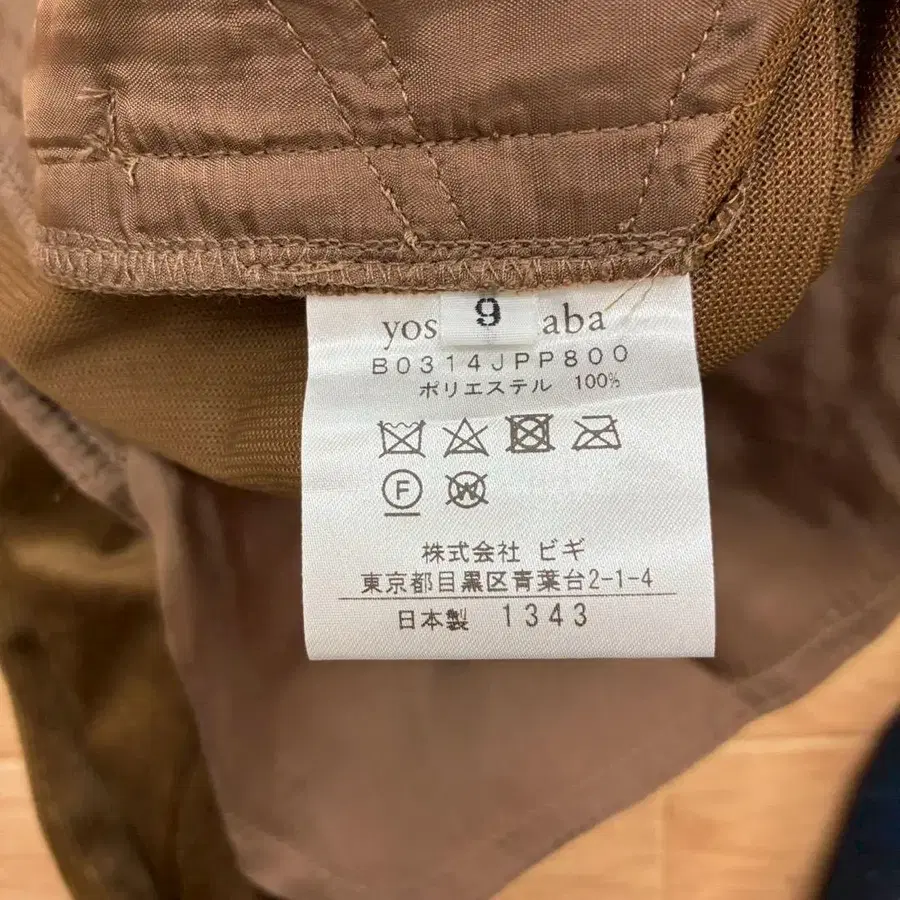 9
yos aba
B0314JPP800
ポリエステル 100%
F W
株式会社 ビギ
東京都目黒区青葉台2-1-4
日本製 1343